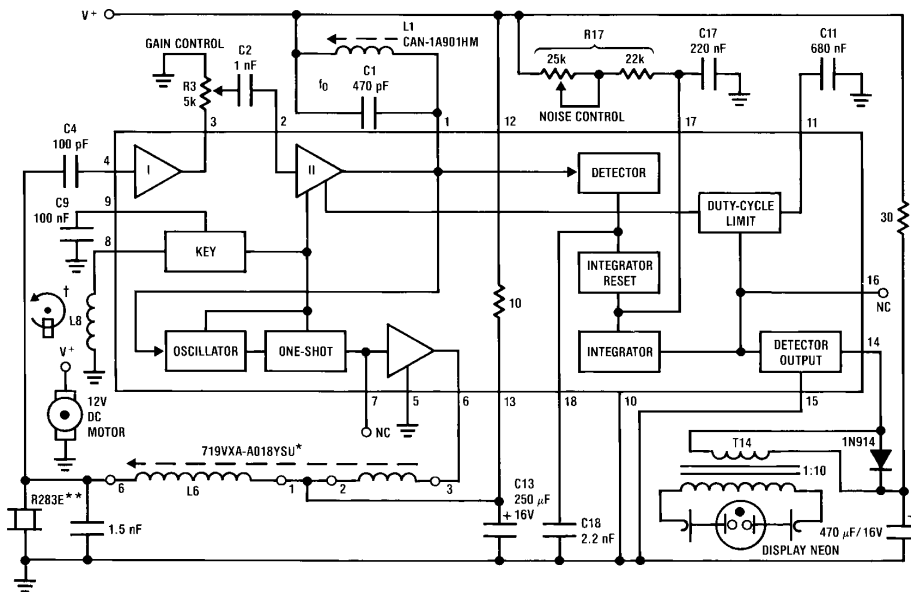 V+
L1
CAN-1A901HM
R17
25k
22k
C17
220 nF
C11
680 nF
GAIN CONTROL
C2
1 nF
R3
5k
f0
C1
470 pF
NOISE CONTROL
3
2
1
12
17
11
C4
100 pF
4
I
II
DETECTOR
DUTY-CYCLE
LIMIT
30
C9
100 nF
9
8
KEY
INTEGRATOR
RESET
16
NC
†
L8
10
OSCILLATOR
ONE-SHOT
INTEGRATOR
DETECTOR
OUTPUT
14
V+
12V
DC
MOTOR
7
5
6
13
18
10
15
NC
719VXA-A018YSU*
T14
1N914
1:10
6
L6
1
2
3
R283E**
1.5 nF
C13
250 μF
+ 16V
C18
2.2 nF
DISPLAY NEON
+
470 μF/16V